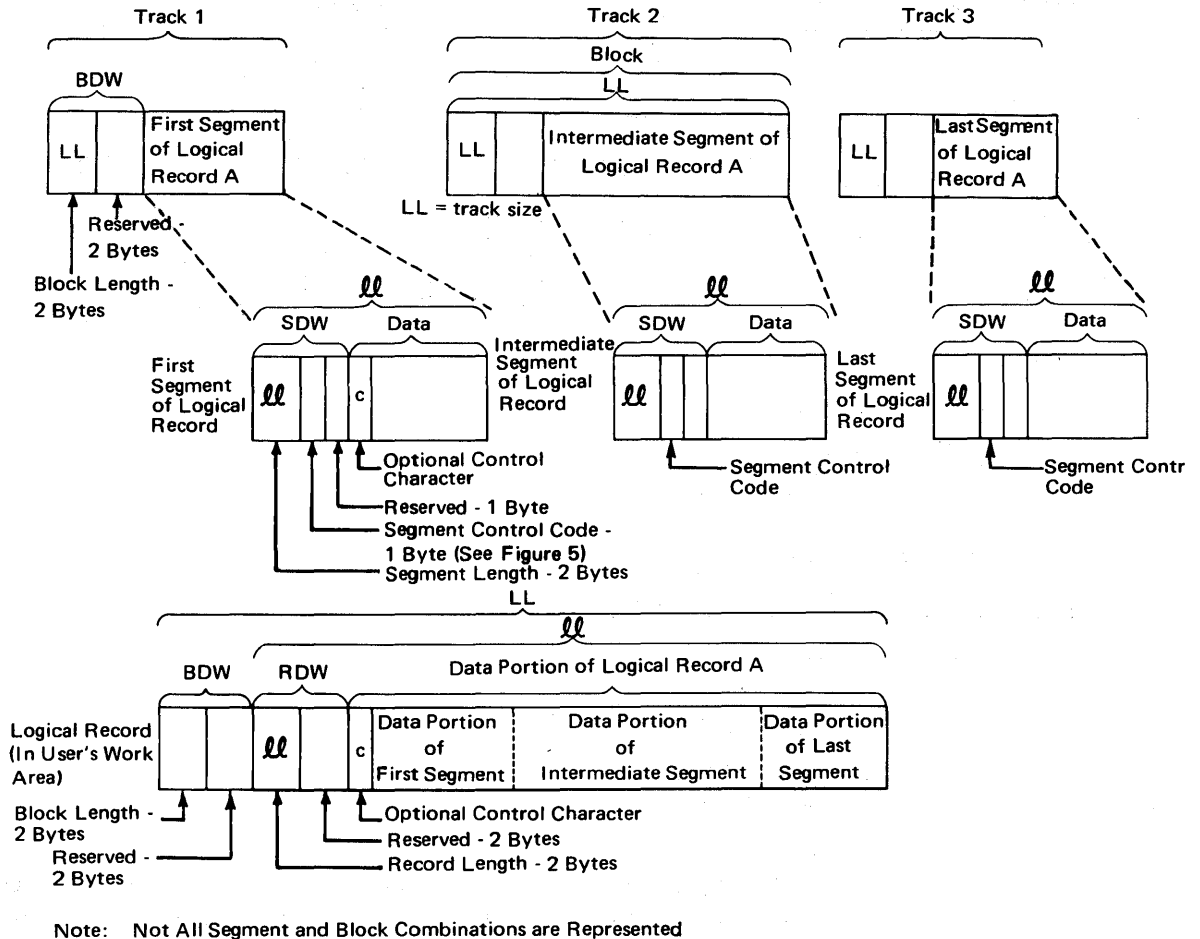 Track 1
Track 2
Track 3
Block
BDW
LL
LL
First Segment
of Logical
Record A
LL
Intermediate Segment of
Logical Record A
LL
Last Segment
of Logical
Record A
LL = track size
Reserved -
2 Bytes
Block Length -
2 Bytes
ll
ll
ll
SDW
Data
SDW
Data
SDW
Data
First
Segment
of Logical
Record
ll
c
Intermediate
Segment
of Logical
Record
ll
Last
Segment
of Logical
Record
ll
Optional Control
Character
Reserved - 1 Byte
Segment Control Code -
1 Byte (See Figure 5)
Segment Length - 2 Bytes
Segment Control
Code
Segment Contr
Code
LL
ll
Data Portion of Logical Record A
BDW
RDW
Logical Record
(In User's Work
Area)
ll
c
Data Portion
of
First Segment
Data Portion
of
Intermediate Segment
Data Portion
of Last
Segment
Block Length -
2 Bytes
Reserved -
2 Bytes
Optional Control Character
Reserved - 2 Bytes
Record Length - 2 Bytes
Note: Not All Segment and Block Combinations are Represented